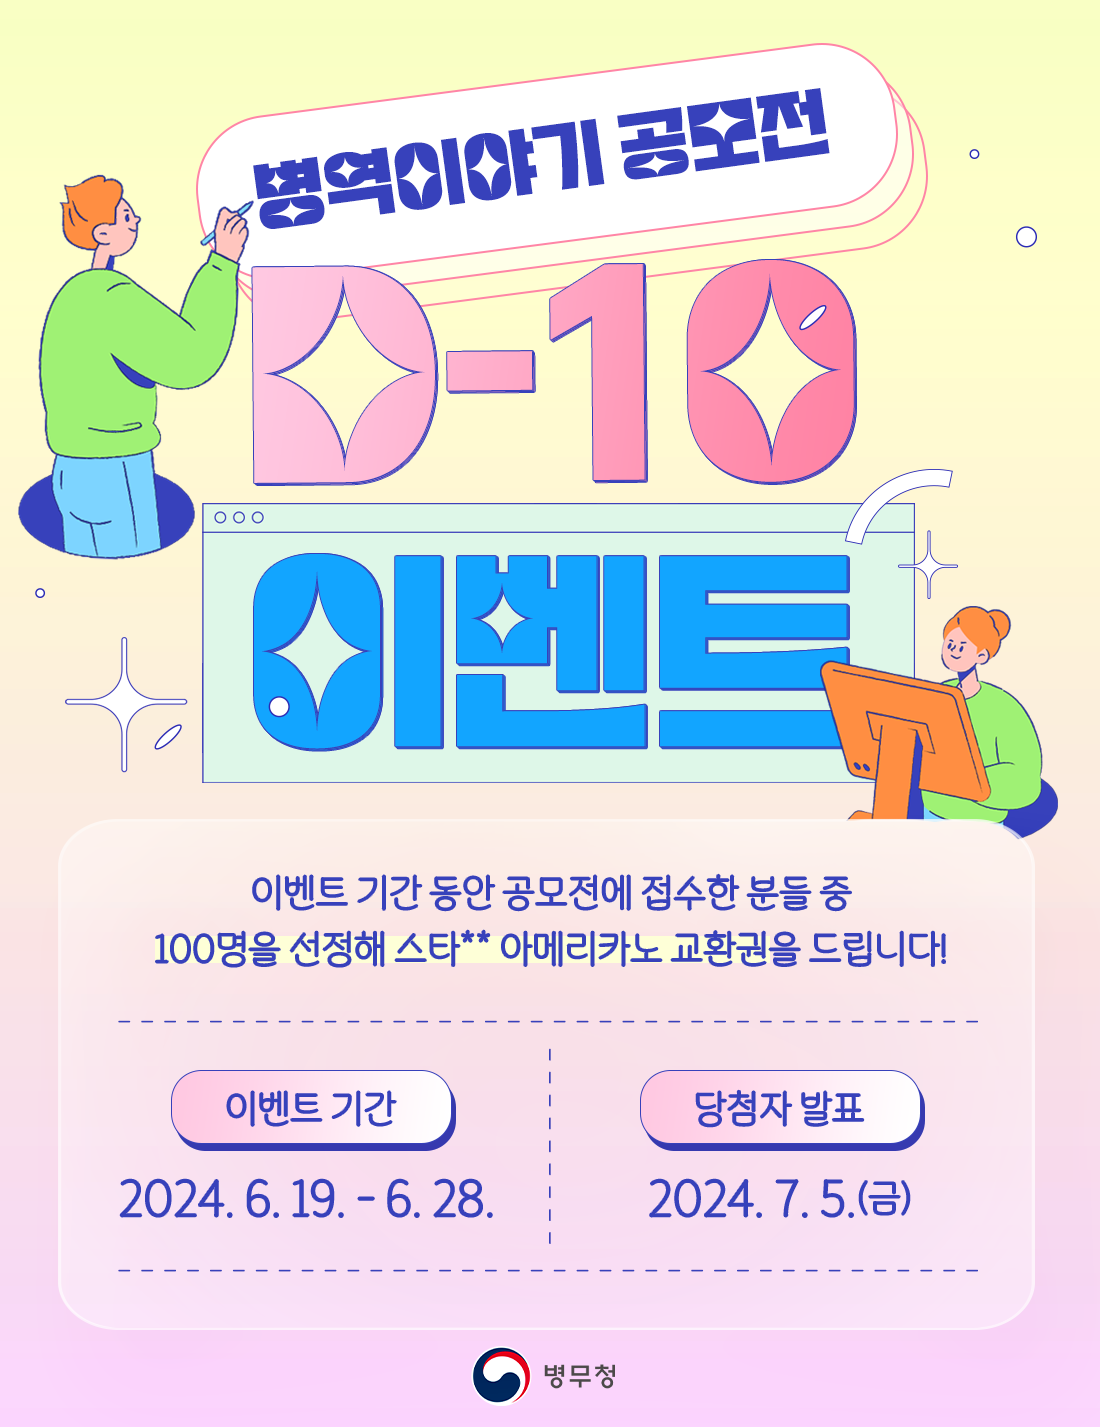 병역이야기 공모전
D-10
이벤트
이벤트 기간 동안 공모전에 접수한 분들 중
100명을 선정해 스타** 아메리카노 교환권을 드립니다!
이벤트 기간
2024. 6. 19. - 6. 28.
당첨자 발표
2024. 7. 5.(금)
병무청